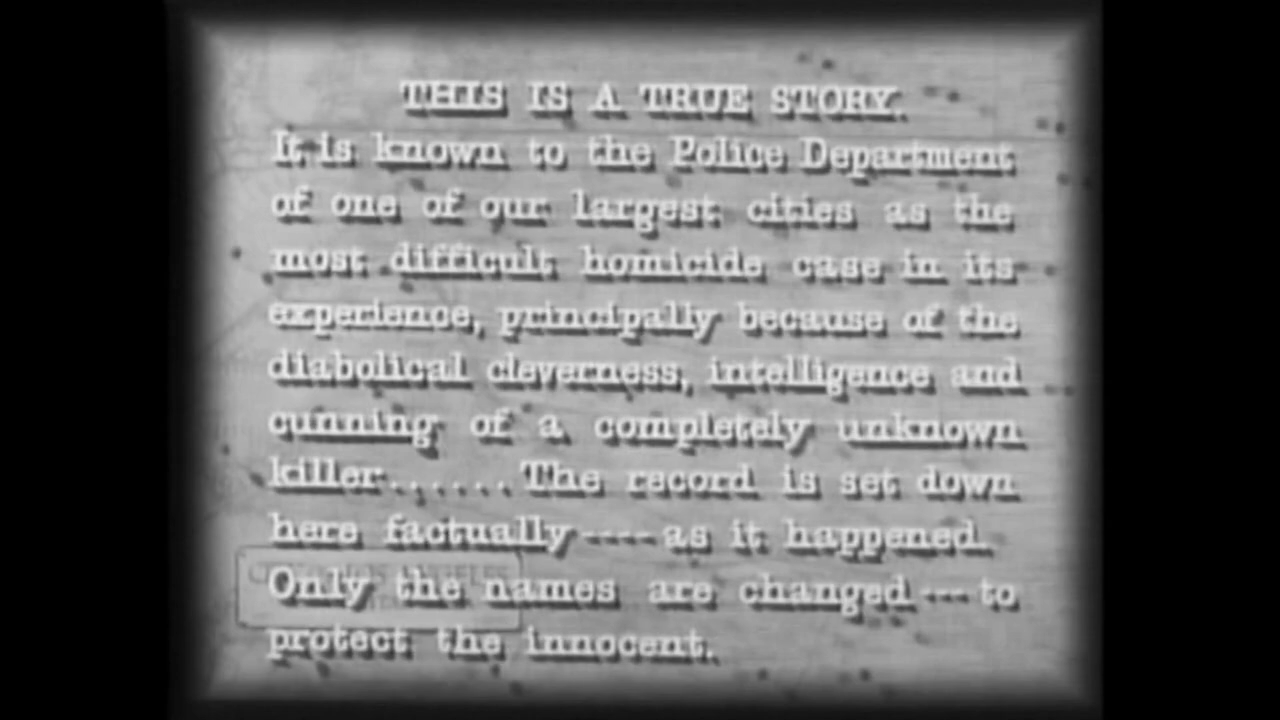 THIS IS A TRUE STORY.
It is known to the Police Department
of one of our largest cities as the
most difficult homicide case in its
experience, principally because of the
diabolical cleverness, intelligence and
cunning of a completely unknown
killer......The record is set down
here factually----as it happened.
Only the names are changed---to
protect the innocent.